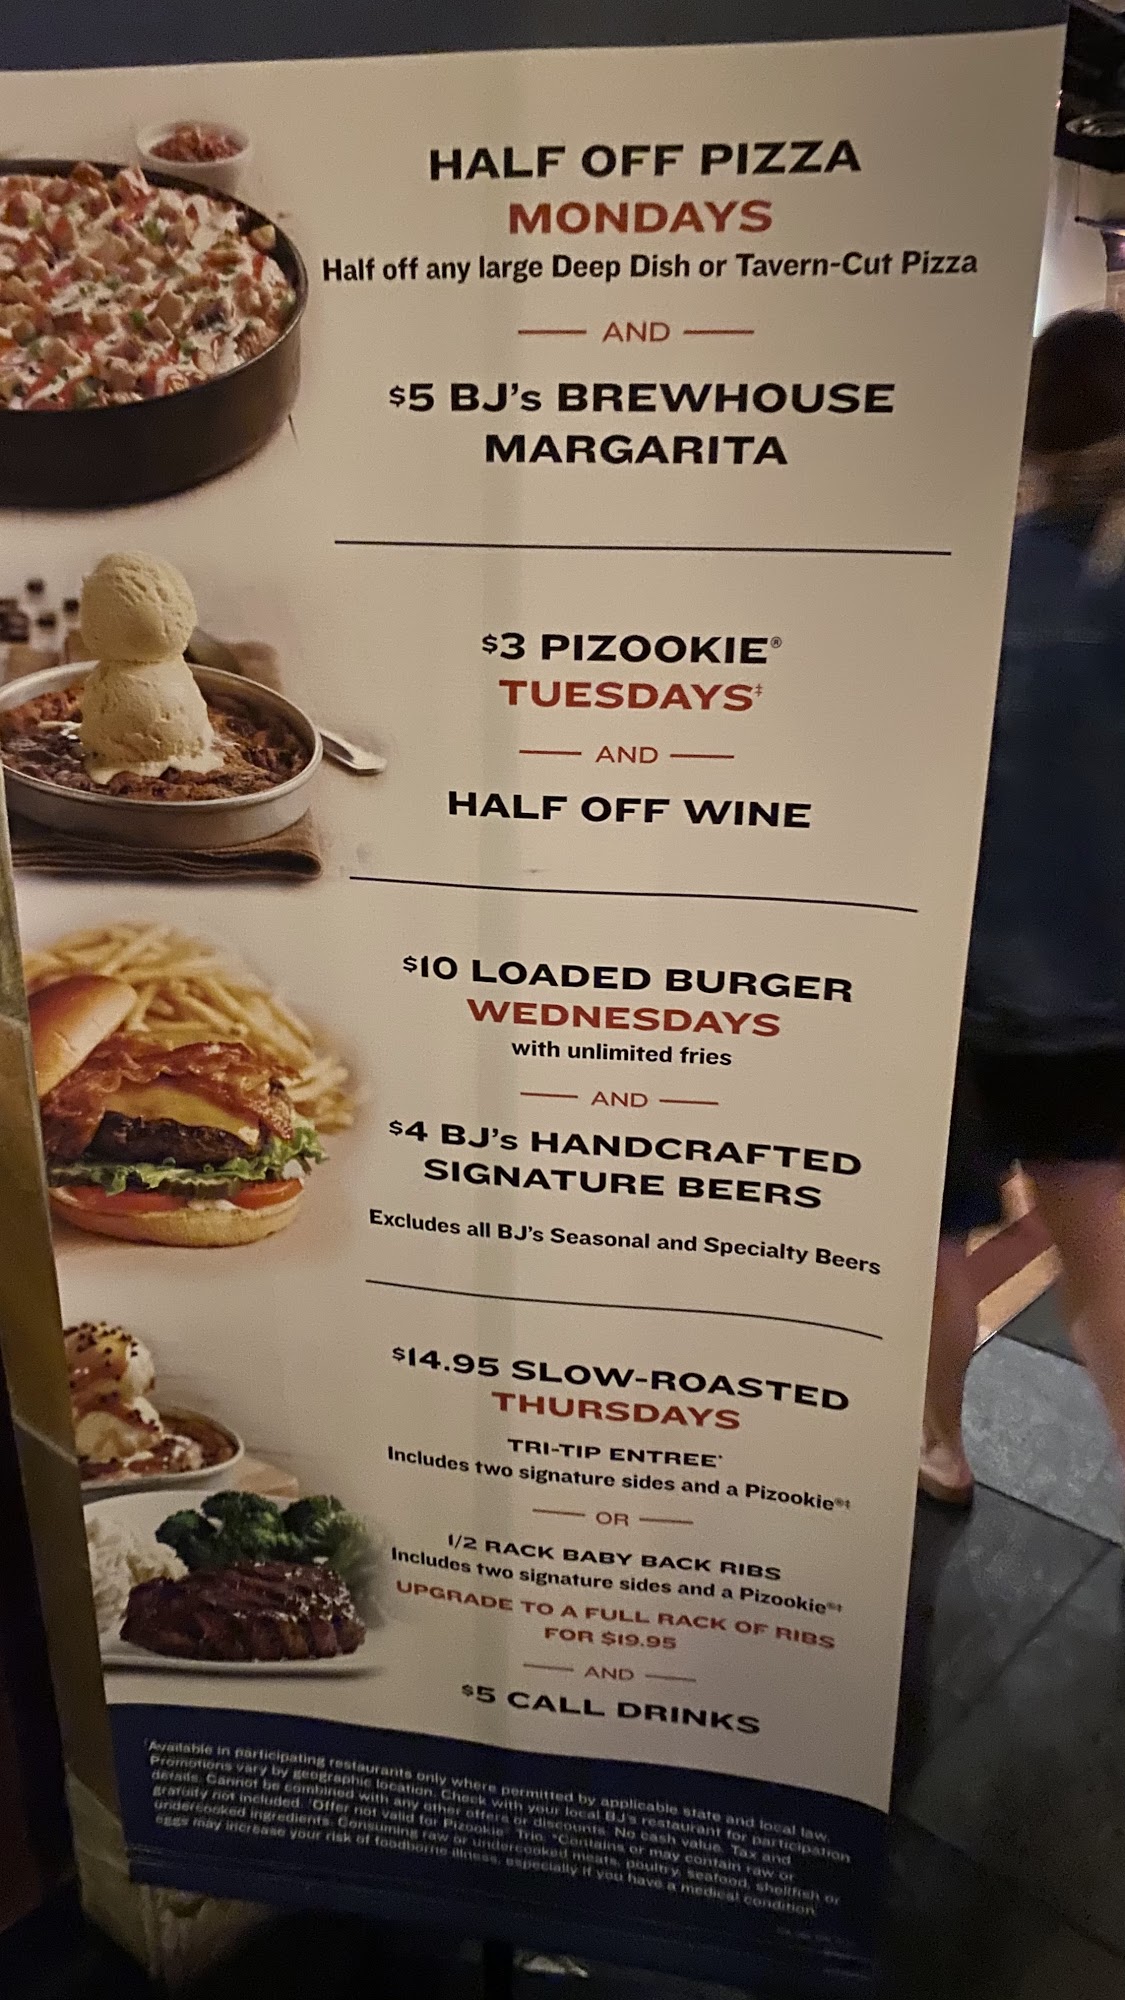 HALF OFF PIZZA
MONDAYS
Half off any large Deep Dish or Tavern-Cut Pizza
AND
$5 BJ's BREWHOUSE
MARGARITA
$3 PIZOOKIE®
TUESDAYS‡
AND
HALF OFF WINE
$10 LOADED BURGER
WEDNESDAYS
with unlimited fries
AND
$4 BJ's HANDCRAFTED
SIGNATURE BEERS
Excludes all BJ's Seasonal and Specialty Beers
$14.95 SLOW-ROASTED
THURSDAYS
TRI-TIP ENTREE*
Includes two signature sides and a Pizookie®‡
OR
1/2 RACK BABY BACK RIBS
Includes two signature sides and a Pizookie®‡
UPGRADE TO A FULL RACK OF RIBS
FOR $19.95
AND
$5 CALL DRINKS
Available in participating restaurants only where permitted by applicable state and local law.
Promotions vary by geographic location. Check with your local BJ's restaurant for participation
details. Cannot be combined with any other offers or discounts. No cash value. Tax and
gratuity not included. ‡Offer not valid for Pizookie® Trio. *Contains or may contain raw or
undercooked ingredients. Consuming raw or undercooked meats, poultry, seafood, shellfish or
eggs may increase your risk of foodborne illness, especially if you have a medical condition